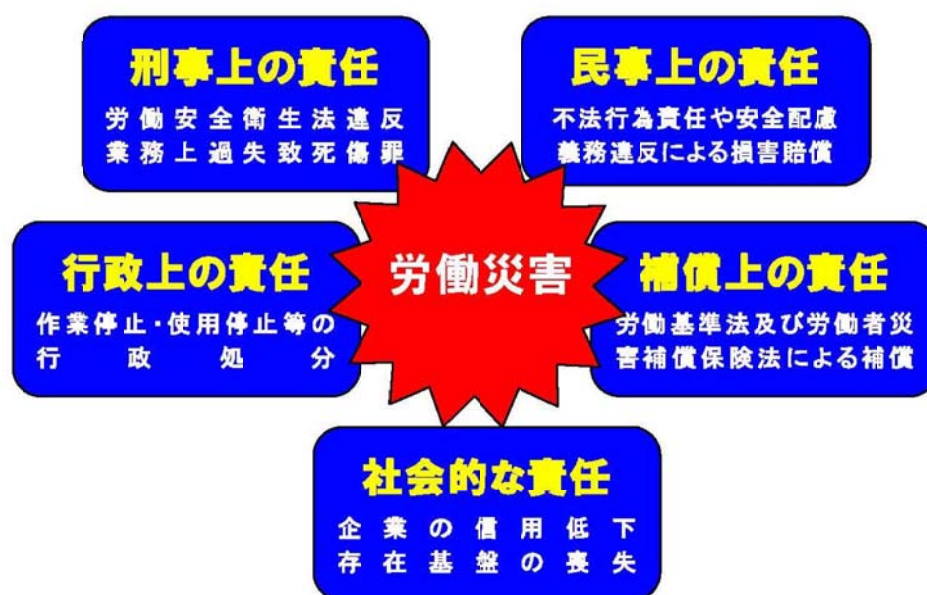 刑事上の責任
労働安全衛生法違反
業務上過失致死傷罪
民事上の責任
不法行為責任や安全配慮
義務違反による損害賠償
行政上の責任
作業停止・使用停止等の
行政処分
労働災害
補償上の責任
労働基準法及び労働者災
害補償保険法による補償
社会的な責任
企業の信用低下
存在基盤の喪失